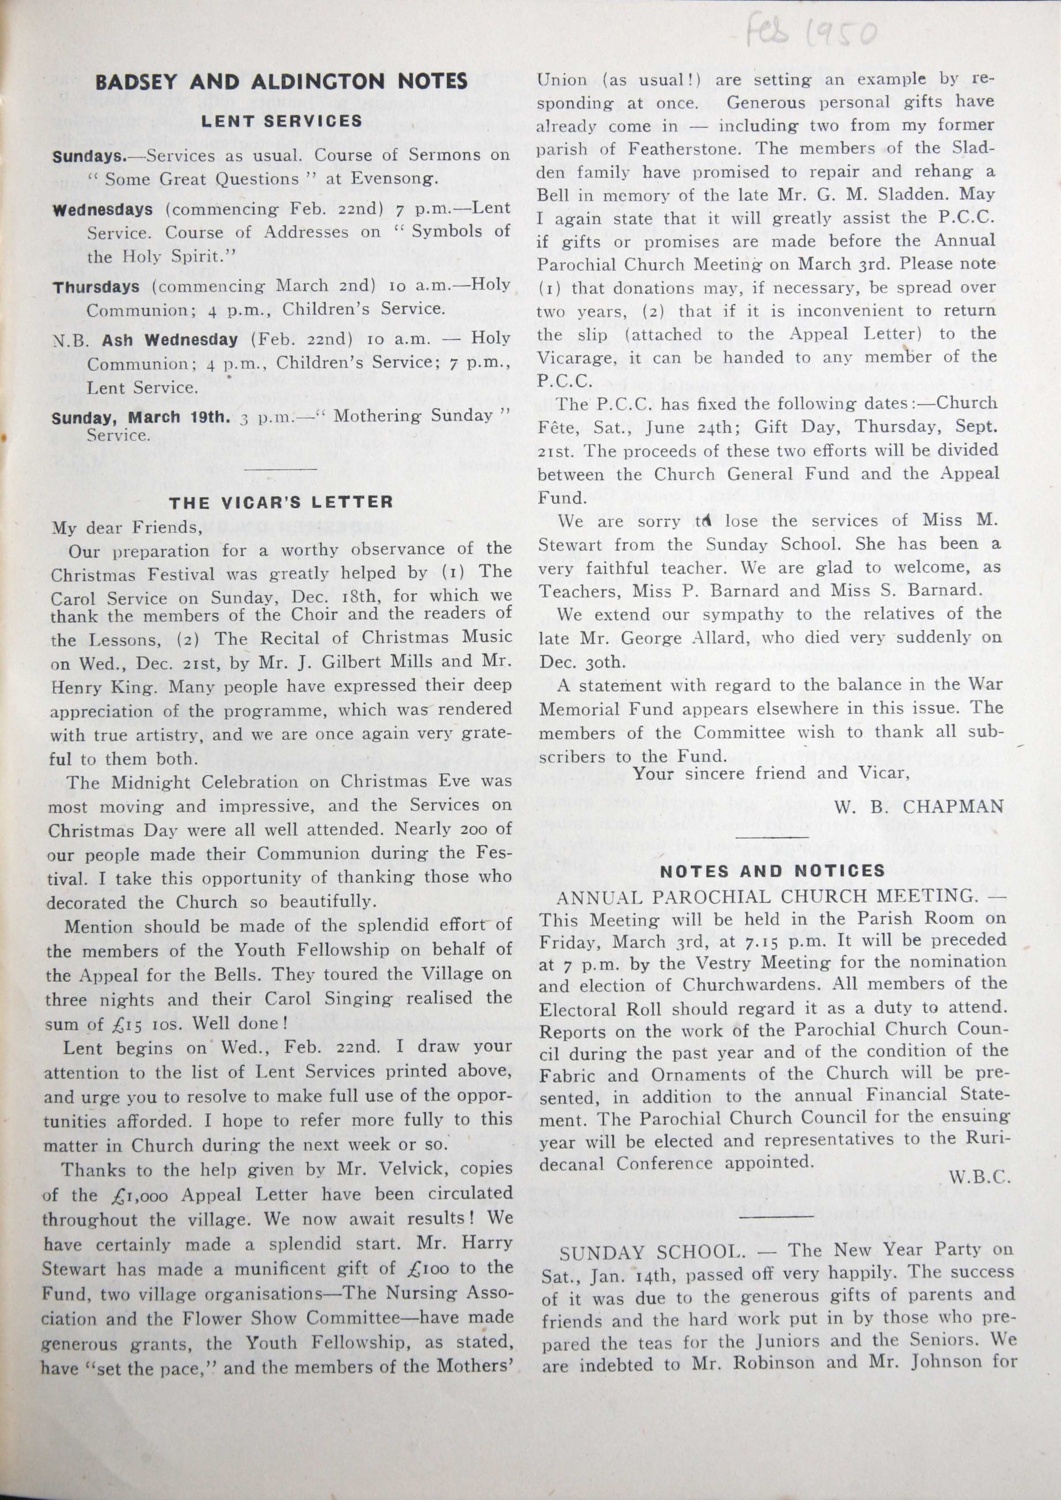 Feb 1950
BADSEY AND ALDINGTON NOTES
LENT SERVICES
Sundays.—Services as usual. Course of Sermons on
“ Some Great Questions ” at Evensong.
Wednesdays (commencing Feb. 22nd) 7 p.m.—Lent
Service. Course of Addresses on “ Symbols of
the Holy Spirit.”
Thursdays (commencing March 2nd) 10 a.m.—Holy
Communion; 4 p.m., Children’s Service.
N.B. Ash Wednesday (Feb. 22nd) 10 a.m. — Holy
Communion; 4 p.m., Children’s Service; 7 p.m.,
Lent Service.
Sunday, March 19th. 3 p.m.—“ Mothering Sunday ”
Service.
THE VICAR’S LETTER
My dear Friends,
Our preparation for a worthy observance of the
Christmas Festival was greatly helped by (1) The
Carol Service on Sunday, Dec. 18th, for which we
thank the members of the Choir and the readers of
the Lessons, (2) The Recital of Christmas Music
on Wed., Dec. 21st, by Mr. J. Gilbert Mills and Mr.
Henry King. Many people have expressed their deep
appreciation of the programme, which was rendered
with true artistry, and we are once again very grate-
ful to them both.
The Midnight Celebration on Christmas Eve was
most moving and impressive, and the Services on
Christmas Day were all well attended. Nearly 200 of
our people made their Communion during the Fes-
tival. I take this opportunity of thanking those who
decorated the Church so beautifully.
Mention should be made of the splendid effort of
the members of the Youth Fellowship on behalf of
the Appeal for the Bells. They toured the Village on
three nights and their Carol Singing realised the
sum of £15 10s. Well done!
Lent begins on Wed., Feb. 22nd. I draw your
attention to the list of Lent Services printed above,
and urge you to resolve to make full use of the oppor-
tunities afforded. I hope to refer more fully to this
matter in Church during the next week or so.
Thanks to the help given by Mr. Velvick, copies
of the £1,000 Appeal Letter have been circulated
throughout the village. We now await results! We
have certainly made a splendid start. Mr. Harry
Stewart has made a munificent gift of £100 to the
Fund, two village organisations—The Nursing Asso-
ciation and the Flower Show Committee—have made
generous grants, the Youth Fellowship, as stated,
have “set the pace,” and the members of the Mothers’
Union (as usual!) are setting an example by re-
sponding at once. Generous personal gifts have
already come in — including two from my former
parish of Featherstone. The members of the Slad-
den family have promised to repair and rehang a
Bell in memory of the late Mr. G. M. Sladden. May
I again state that it will greatly assist the P.C.C.
if gifts or promises are made before the Annual
Parochial Church Meeting on March 3rd. Please note
(1) that donations may, if necessary, be spread over
two years, (2) that if it is inconvenient to return
the slip (attached to the Appeal Letter) to the
Vicarage, it can be handed to any member of the
P.C.C.
The P.C.C. has fixed the following dates:—Church
Fête, Sat., June 24th; Gift Day, Thursday, Sept.
21st. The proceeds of these two efforts will be divided
between the Church General Fund and the Appeal
Fund.
We are sorry to lose the services of Miss M.
Stewart from the Sunday School. She has been a
very faithful teacher. We are glad to welcome, as
Teachers, Miss P. Barnard and Miss S. Barnard.
We extend our sympathy to the relatives of the
late Mr. George Allard, who died very suddenly on
Dec. 30th.
A statement with regard to the balance in the War
Memorial Fund appears elsewhere in this issue. The
members of the Committee wish to thank all sub-
scribers to the Fund.
Your sincere friend and Vicar,
W. B. CHAPMAN
NOTES AND NOTICES
ANNUAL PAROCHIAL CHURCH MEETING. —
This Meeting will be held in the Parish Room on
Friday, March 3rd, at 7.15 p.m. It will be preceded
at 7 p.m. by the Vestry Meeting for the nomination
and election of Churchwardens. All members of the
Electoral Roll should regard it as a duty to attend.
Reports on the work of the Parochial Church Coun-
cil during the past year and of the condition of the
Fabric and Ornaments of the Church will be pre-
sented, in addition to the annual Financial State-
ment. The Parochial Church Council for the ensuing
year will be elected and representatives to the Ruri-
decanal Conference appointed.
W.B.C.
SUNDAY SCHOOL. — The New Year Party on
Sat., Jan. 14th, passed off very happily. The success
of it was due to the generous gifts of parents and
friends and the hard work put in by those who pre-
pared the teas for the Juniors and the Seniors. We
are indebted to Mr. Robinson and Mr. Johnson for